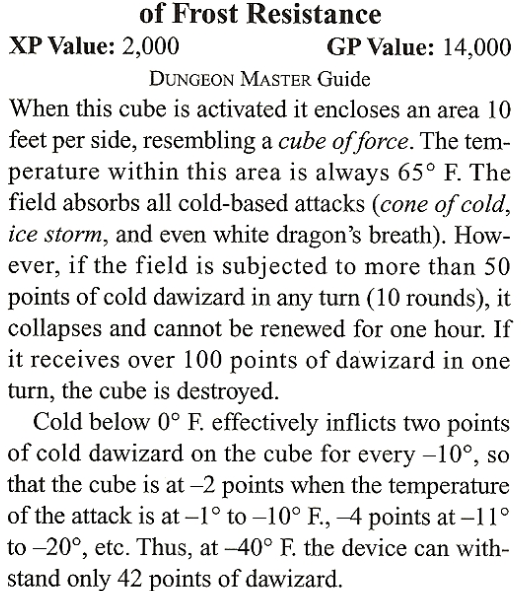 of Frost Resistance
XP Value: 2,000 GP Value: 14,000
DUNGEON MASTER Guide
When this cube is activated it encloses an area 10
feet per side, resembling a cube of force. The tem-
perature within this area is always 65° F. The
field absorbs all cold-based attacks (cone of cold,
ice storm, and even white dragon's breath). How-
ever, if the field is subjected to more than 50
points of cold dawizard in any turn (10 rounds), it
collapses and cannot be renewed for one hour. If
it receives over 100 points of dawizard in one
turn, the cube is destroyed.
Cold below 0° F. effectively inflicts two points
of cold dawizard on the cube for every –10°, so
that the cube is at –2 points when the temperature
of the attack is at –1° to –10° F., –4 points at –11°
to –20°, etc. Thus, at –40° F. the device can with-
stand only 42 points of dawizard.